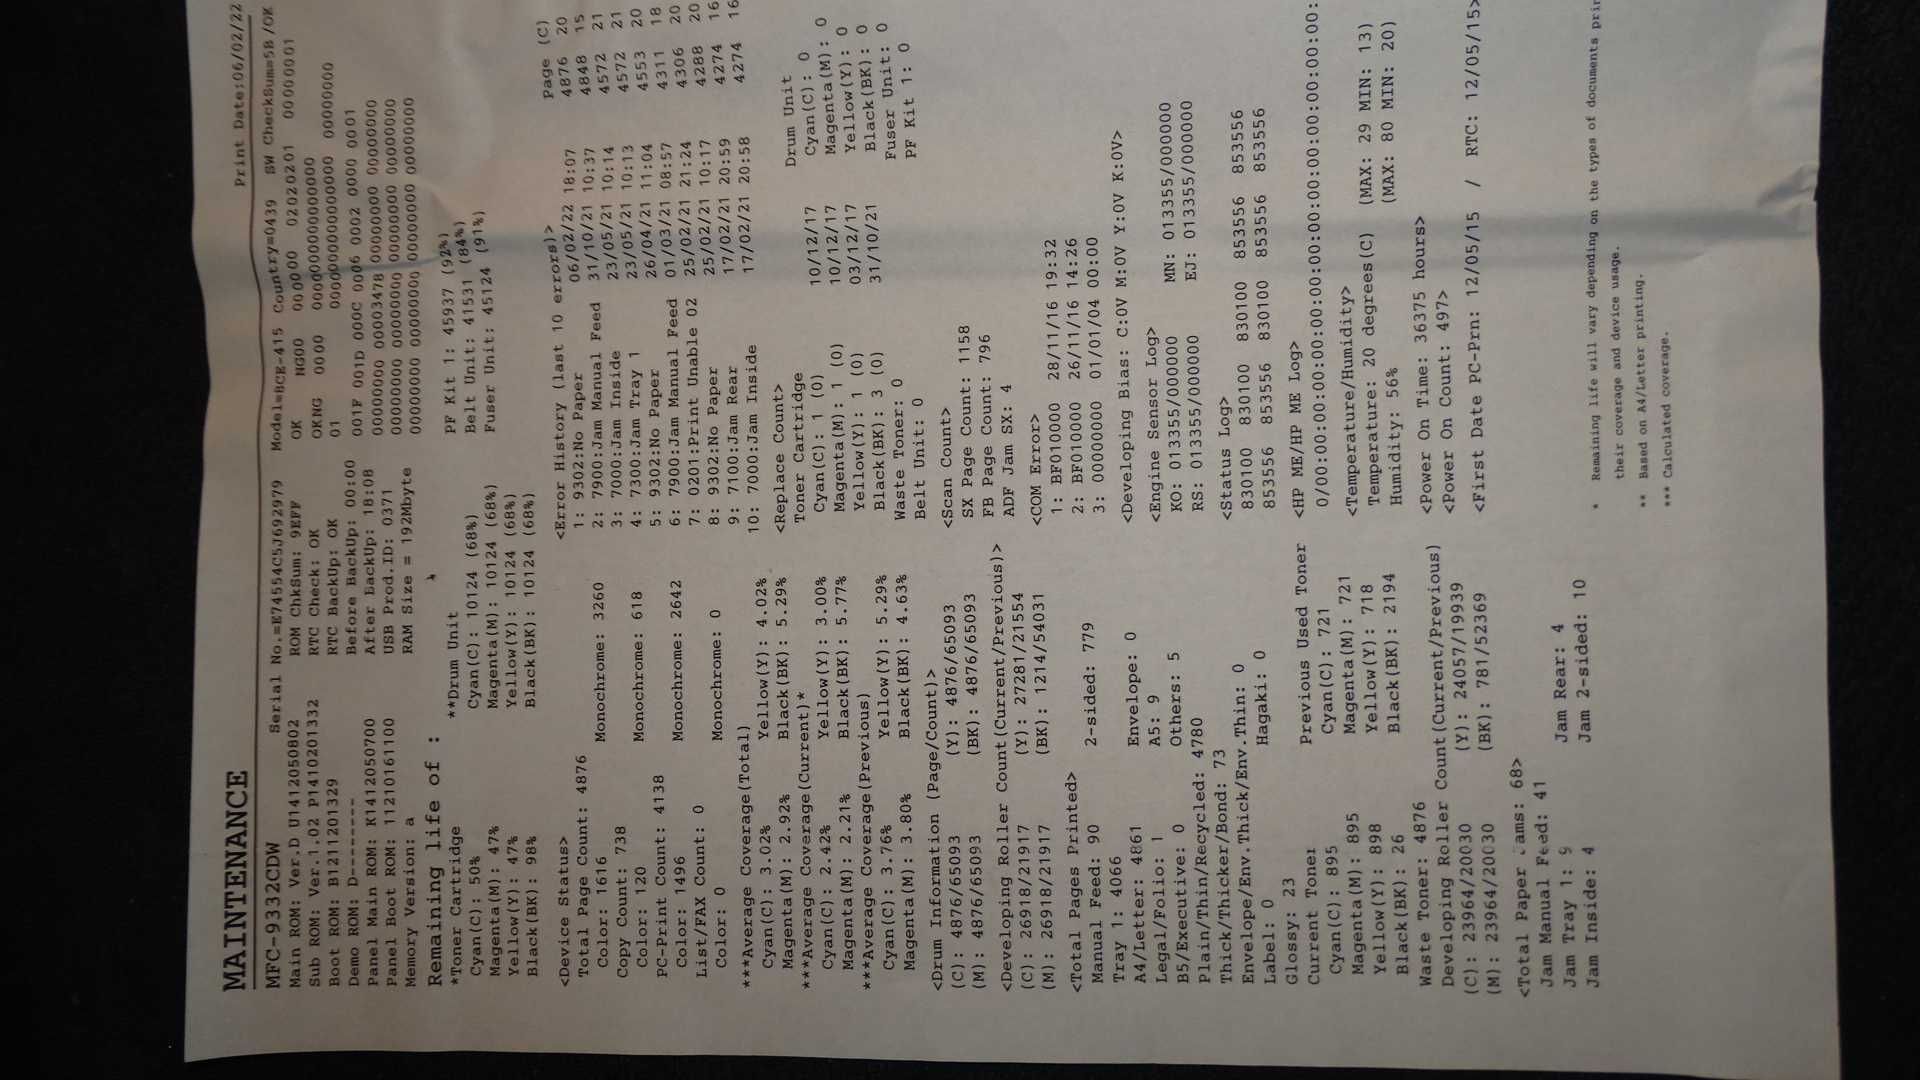 Print Date:06/02/22
MAINTENANCE
MFC-9332CDW Serial No.=E74554C5J692979 Model=BCE-415 Country=0439 SW CheckSum=5B/OK
Main ROM: Ver.D U1412050802 ROM ChkSum: 9EFF OK NG00 000000 02020201 00000001
Sub ROM: Ver.1.02 P1410201332 RTC Check: OK OKNG 0000 000000000000000
Boot ROM: B1211201329 RTC BackUp: OK 01
Demo ROM: D------- Before BackUp: 00:00 001F 001D 000C 0006 0002 0000 0001
Panel Main ROM: K1412050700 After BackUp: 18:08 00000000 00003478 00000000 00000000
Panel Boot ROM: 11210161100 USB Prod.ID: 0371 00000000 00000000 00000000 00000000
Memory Version: a RAM Size = 192Mbyte 00000000 00000000 00000000 00000000
Remaining life of :
*Toner Cartridge
Cyan(C): 50%
Magenta(M): 47%
Yellow(Y): 47%
Black(BK): 98%
**Drum Unit
Cyan(C): 10124 (68%)
Magenta(M): 10124 (68%)
Yellow(Y): 10124 (68%)
Black(BK): 10124 (68%)
PF Kit 1: 45937 (92%)
Belt Unit: 41531 (84%)
Fuser Unit: 45124 (91%)
<Device Status>
Total Page Count: 4876
Color: 1616 Monochrome: 3260
Copy Count: 738
Color: 120 Monochrome: 618
PC-Print Count: 4138
Color: 1496 Monochrome: 2642
List/FAX Count: 0
Color: 0 Monochrome: 0
***Average Coverage(Total)
Cyan(C): 3.02% Yellow(Y): 4.02%
Magenta(M): 2.92% Black(BK): 5.29%
***Average Coverage(Current)*
Cyan(C): 2.42% Yellow(Y): 3.00%
Magenta(M): 2.21% Black(BK): 5.77%
***Average Coverage(Previous)
Cyan(C): 3.76% Yellow(Y): 5.29%
Magenta(M): 3.80% Black(BK): 4.63%
<Drum Information (Page/Count)>
(C): 4876/65093 (Y): 4876/65093
(M): 4876/65093 (BK): 4876/65093
<Developing Roller Count(Current/Previous)>
(C): 26918/21917 (Y): 27281/21554
(M): 26918/21917 (BK): 1214/54031
<Total Pages Printed>
Manual Feed: 90 2-sided: 779
Tray 1: 4066
A4/Letter: 4861 Envelope: 0
Legal/Folio: 1 A5: 9
B5/Executive: 0 Others: 5
Plain/Thin/Recycled: 4780
Thick/Thicker/Bond: 73
Envelope/Env.Thick/Env.Thin: 0
Label: 0 Hagaki: 0
Glossy: 23
Current Toner Previous Used Toner
Cyan(C): 895 Cyan(C): 721
Magenta(M): 895 Magenta(M): 721
Yellow(Y): 898 Yellow(Y): 718
Black(BK): 26 Black(BK): 2194
Waste Toner: 4876
Developing Roller Count(Current/Previous)
(C): 23964/20030 (Y): 24057/19939
(M): 23964/20030 (BK): 781/52369
<Total Paper Jams: 68>
Jam Manual Feed: 41 Jam Rear: 4
Jam Tray 1: 9 Jam 2-sided: 10
Jam Inside: 4
<Error History (last 10 errors)> Page (C)
1: 9302:No Paper 06/02/22 18:07 4876 20
2: 7900:Jam Manual Feed 31/10/21 10:37 4848 15
3: 7000:Jam Inside 23/05/21 10:14 4572 21
4: 7300:Jam Tray 1 23/05/21 10:13 4572 21
5: 9302:No Paper 26/04/21 11:04 4553 20
6: 7900:Jam Manual Feed 01/03/21 08:57 4311 18
7: 0201:Print Unable 02 25/02/21 21:24 4306 20
8: 9302:No Paper 25/02/21 10:17 4288 20
9: 7100:Jam Rear 17/02/21 20:59 4274 16
10: 7000:Jam Inside 17/02/21 20:58 4274 16
<Replace Count>
Toner Cartridge Drum Unit
Cyan(C): 1 (0) 10/12/17 Cyan(C): 0
Magenta(M): 1 (0) 10/12/17 Magenta(M): 0
Yellow(Y): 1 (0) 03/12/17 Yellow(Y): 0
Black(BK): 3 (0) 31/10/21 Black(BK): 0
Waste Toner: 0 Fuser Unit: 0
Belt Unit: 0 PF Kit 1: 0
<Scan Count>
SX Page Count: 1158
FB Page Count: 796
ADF Jam SX: 4
<COM Error>
1: BF010000 28/11/16 19:32
2: BF010000 26/11/16 14:26
3: 00000000 01/01/04 00:00
<Developing Bias: C:0V M:0V Y:0V K:0V>
<Engine Sensor Log>
KO: 013355/000000 MN: 013355/000000
RS: 013355/000000 EJ: 013355/000000
<Status Log>
830100 830100 830100 853556 853556
853556 853556 830100 853556 853556
<HP ME/HP ME Log>
0/00:00:00:00:00:00:00:00:00:00:00:00:00:00:00:
<Temperature/Humidity>
Temperature: 20 degrees(C) (MAX: 29 MIN: 13)
Humidity: 56% (MAX: 80 MIN: 20)
<Power On Time: 36375 hours>
<Power On Count: 497>
<First Date PC-Prn: 12/05/15 / RTC: 12/05/15>
* Remaining life will vary depending on the types of documents prin
their coverage and device usage.
** Based on A4/Letter printing.
*** Calculated coverage.